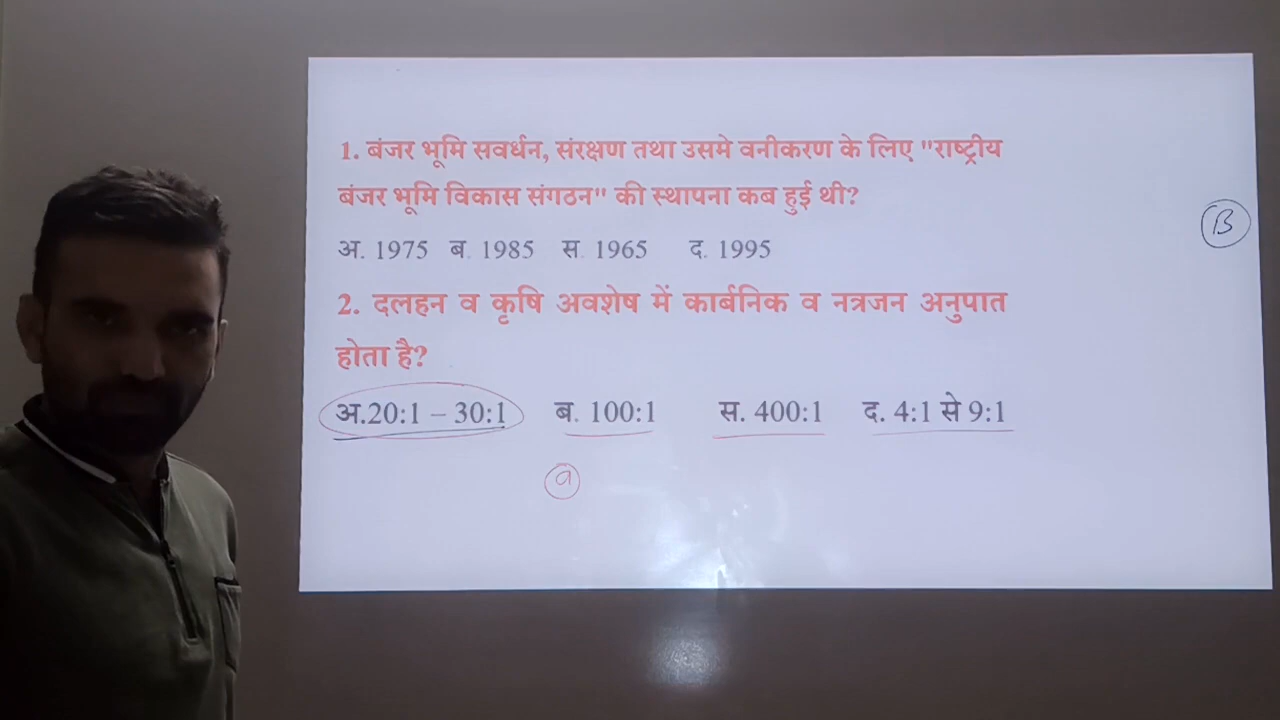 1. बंजर भूमि सवर्धन, संरक्षण तथा उसमे वनीकरण के लिए "राष्ट्रीय
बंजर भूमि विकास संगठन" की स्थापना कब हुई थी?
B
अ. 1975 ब. 1985 स. 1965 द. 1995
2. दलहन व कृषि अवशेष में कार्बनिक व नत्रजन अनुपात
होता है?
अ.20:1 – 30:1 ब. 100:1 स. 400:1 द. 4:1 से 9:1
a